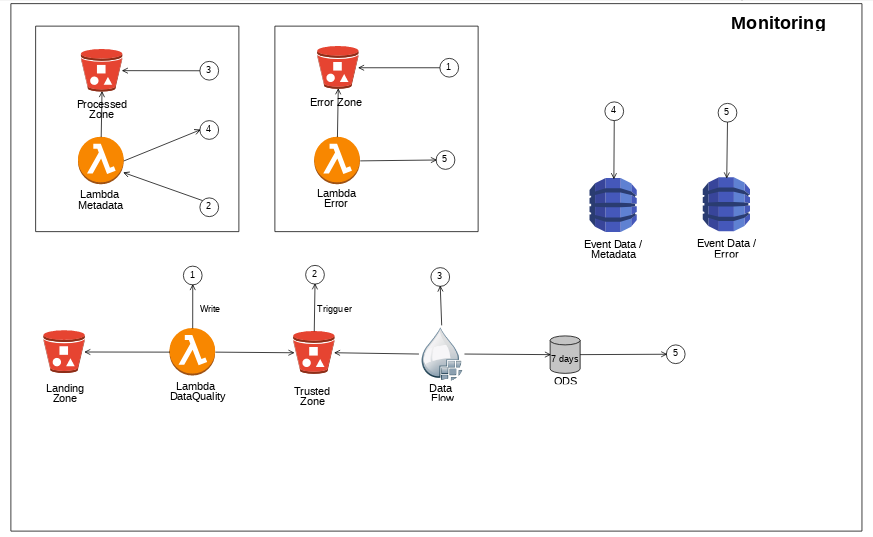 Monitoring
3
Processed
Zone
4
Lambda
Metadata
2
1
Error Zone
5
Lambda
Error
4
Event Data /
Metadata
5
Event Data /
Error
1
Write
2
Trigguer
3
Landing
Zone
Lambda
DataQuality
Trusted
Zone
Data
Flow
7 days
ODS
5